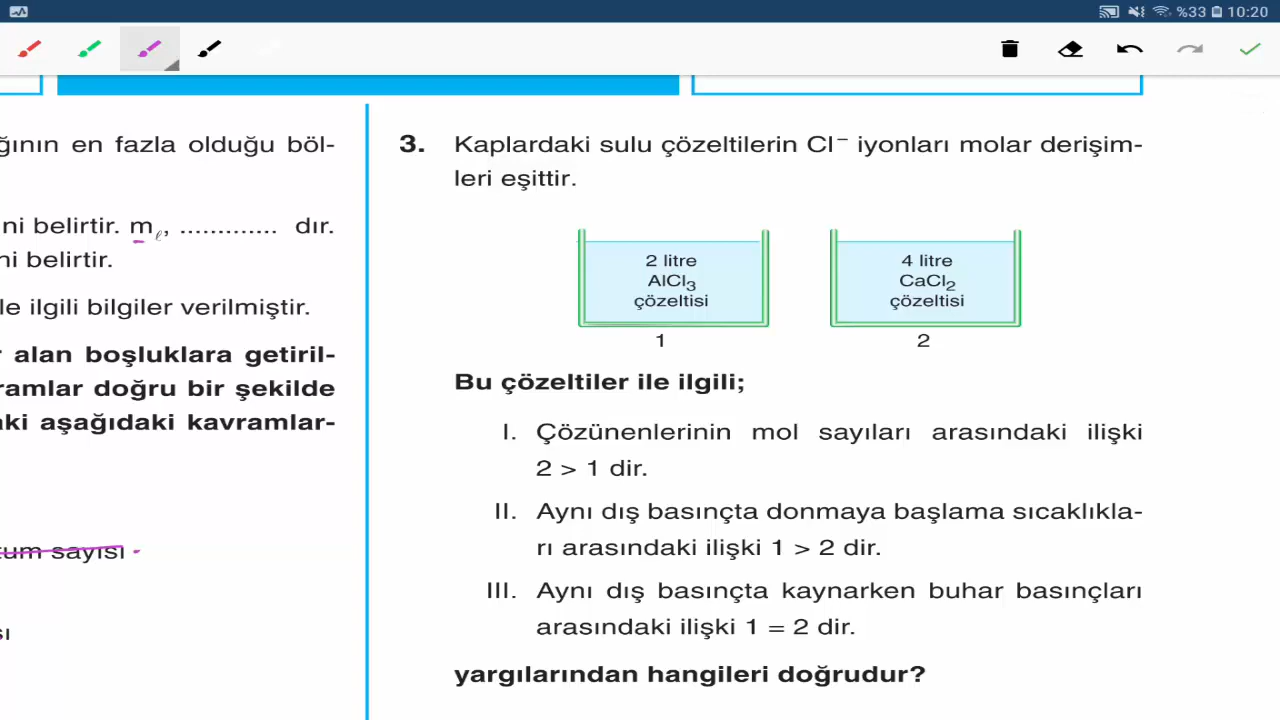 %33 10:20
ğının en fazla olduğu böl-
ni belirtir. mℓ, ............. dır.
ni belirtir.
le ilgili bilgiler verilmiştir.
r alan boşluklara getiril-
ramlar doğru bir şekilde
aki aşağıdaki kavramlar-
tum sayısı
sı
3. Kaplardaki sulu çözeltilerin Cl⁻ iyonları molar derişim-
leri eşittir.
2 litre
AlCl₃
çözeltisi
1
4 litre
CaCl₂
çözeltisi
2
Bu çözeltiler ile ilgili;
I. Çözünenlerinin mol sayıları arasındaki ilişki
2 > 1 dir.
II. Aynı dış basınçta donmaya başlama sıcaklıkla-
rı arasındaki ilişki 1 > 2 dir.
III. Aynı dış basınçta kaynarken buhar basınçları
arasındaki ilişki 1 = 2 dir.
yargılarından hangileri doğrudur?